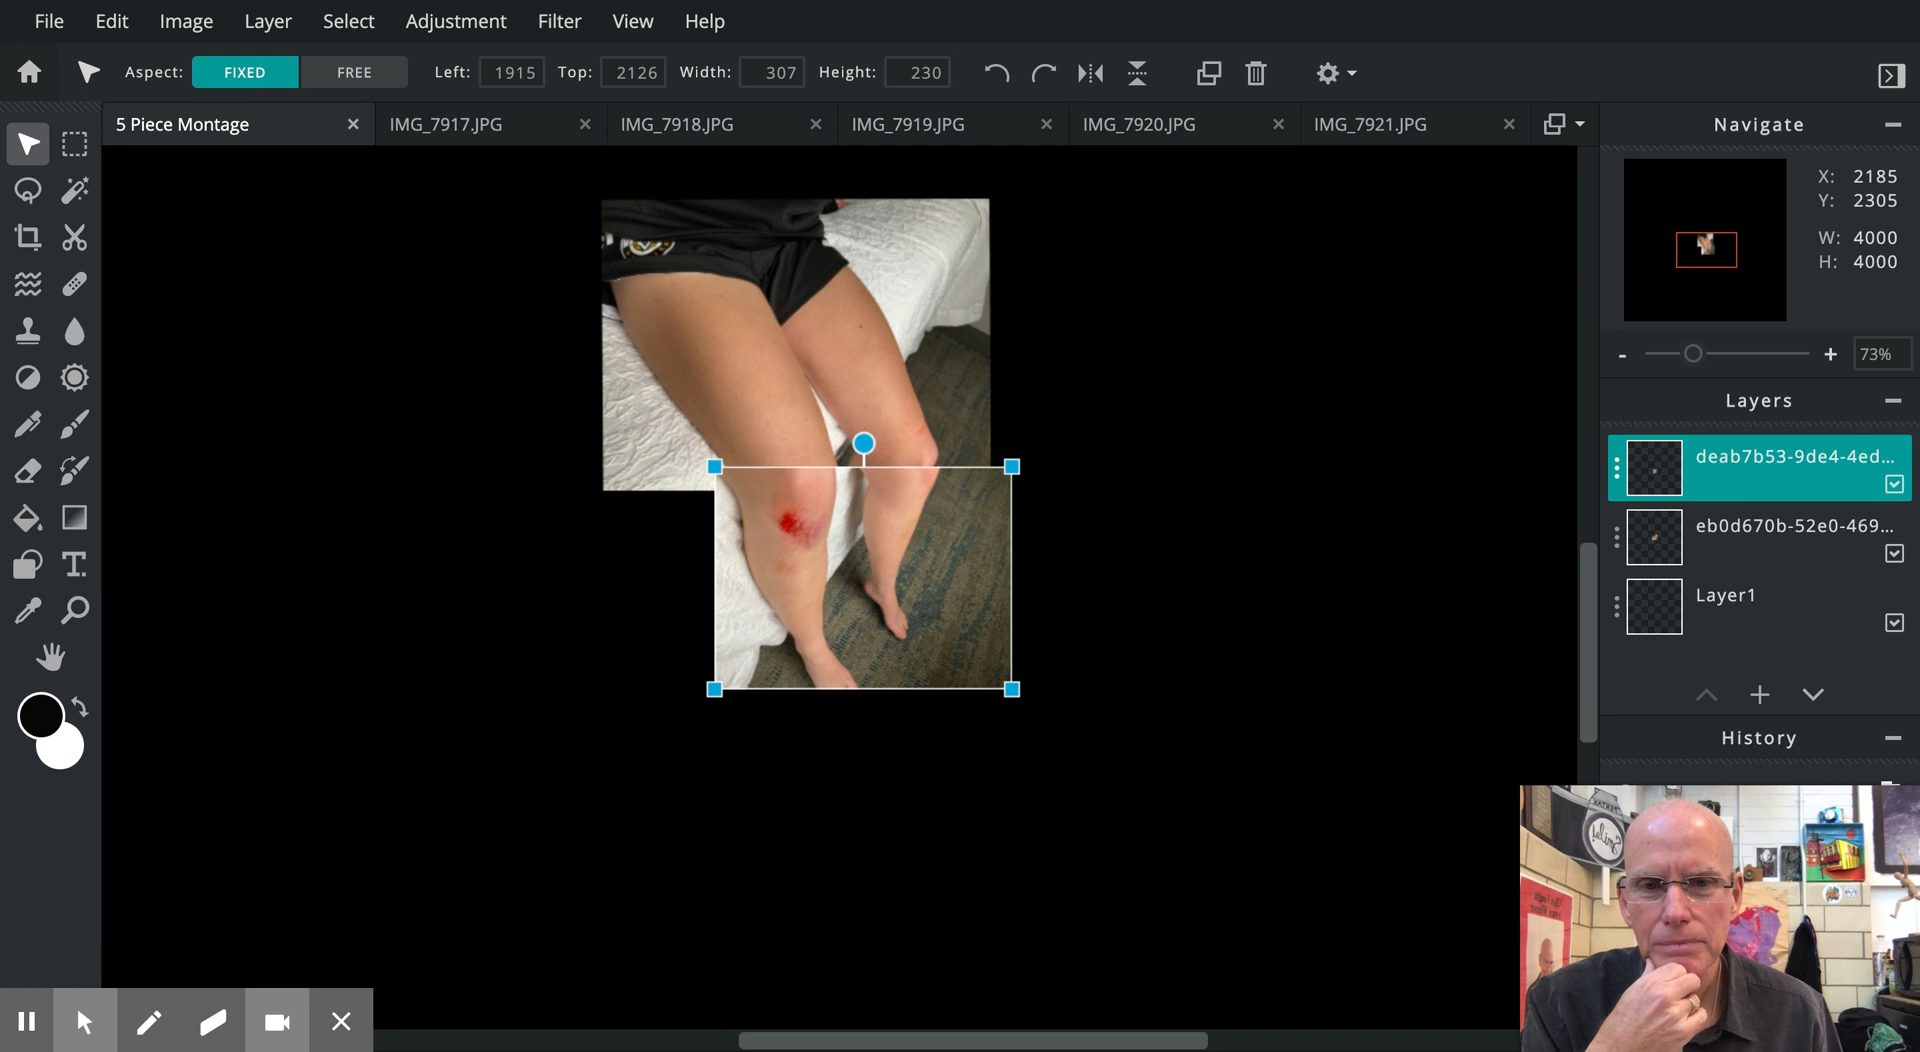 File Edit Image Layer Select Adjustment Filter View Help
Aspect: FIXED FREE Left: 1915 Top: 2126 Width: 307 Height: 230
5 Piece Montage IMG_7917.JPG IMG_7918.JPG IMG_7919.JPG IMG_7920.JPG IMG_7921.JPG
Navigate
X: 2185
Y: 2305
W: 4000
H: 4000
- + 73%
Layers
deab7b53-9de4-4ed...
eb0d670b-52e0-469...
Layer1
History
T